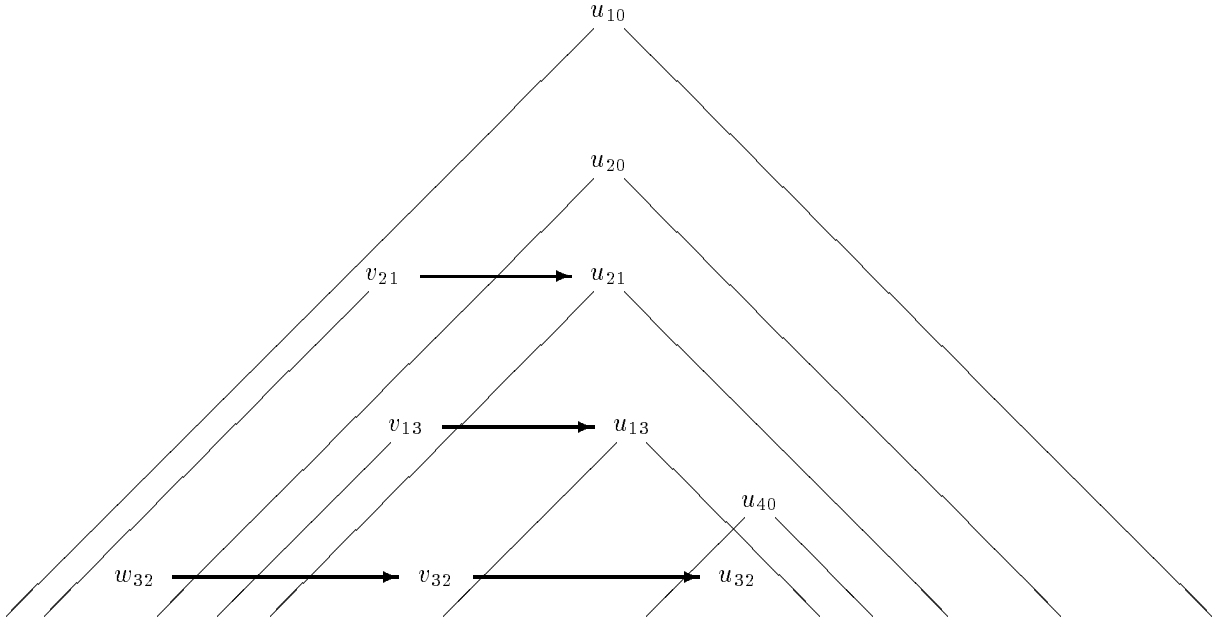 u₁₀
u₂₀
v₂₁ u₂₁
v₁₃ u₁₃
u₄₀
w₃₂ v₃₂ u₃₂